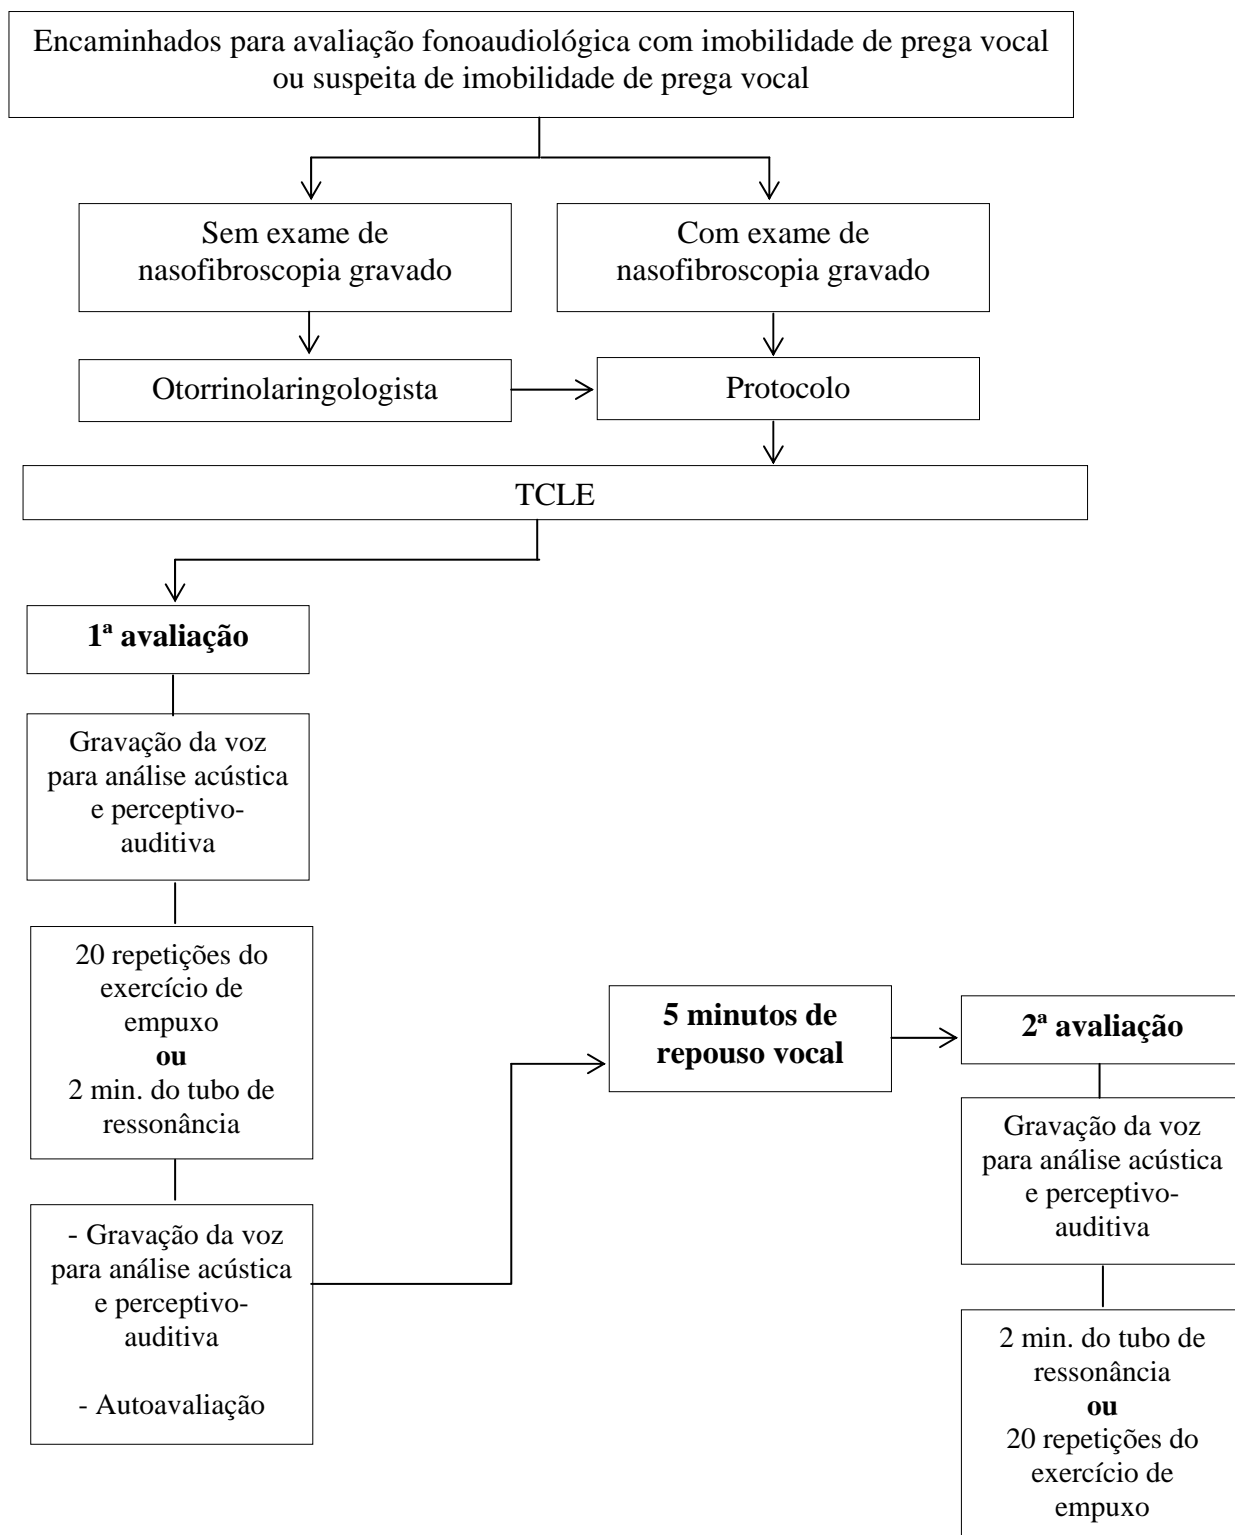 Encaminhados para avaliação fonoaudiológica com imobilidade de prega vocal
ou suspeita de imobilidade de prega vocal
Sem exame de
nasofibroscopia gravado
Com exame de
nasofibroscopia gravado
Otorrinolaringologista
Protocolo
TCLE
1ª avaliação
Gravação da voz
para análise acústica
e perceptivo-
auditiva
20 repetições do
exercício de
empuxo
ou
2 min. do tubo de
ressonância
- Gravação da voz
para análise acústica
e perceptivo-
auditiva
- Autoavaliação
5 minutos de
repouso vocal
2ª avaliação
Gravação da voz
para análise acústica
e perceptivo-
auditiva
2 min. do tubo de
ressonância
ou
20 repetições do
exercício de
empuxo